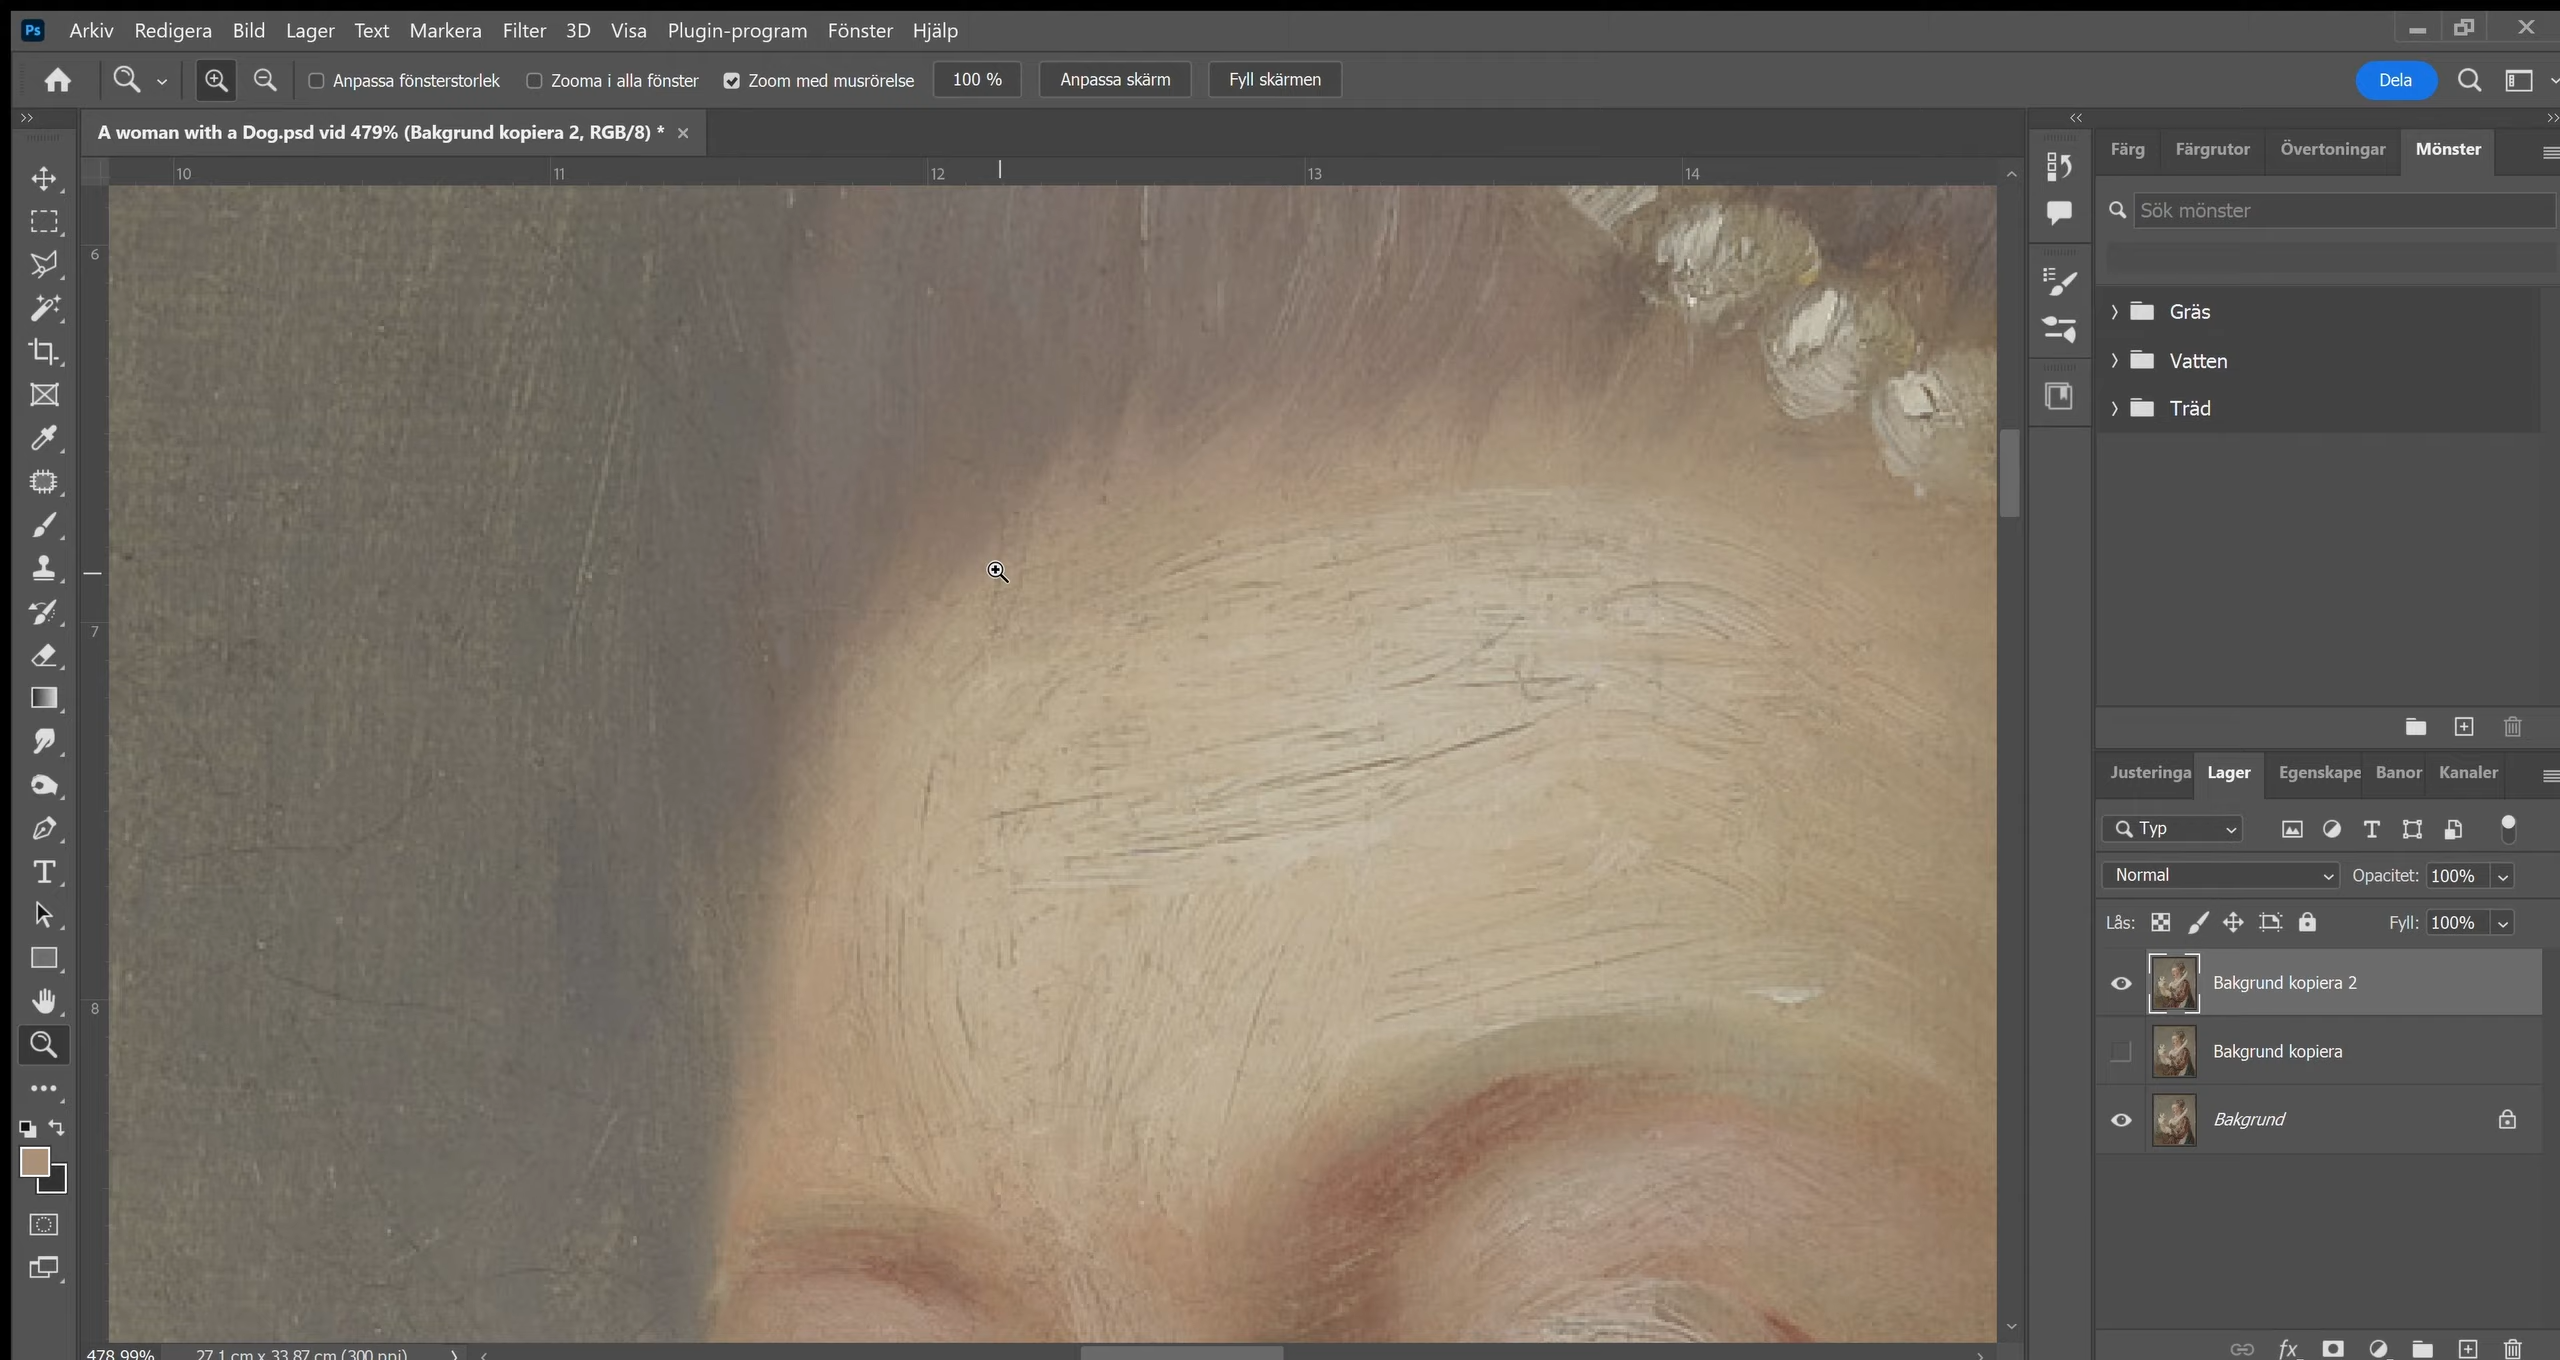 Ps Arkiv Redigera Bild Lager Text Markera Filter 3D Visa Plugin-program Fönster Hjälp
Anpassa fönsterstorlek Zooma i alla fönster Zoom med musrörelse 100 % Anpassa skärm Fyll skärmen Dela
A woman with a Dog.psd vid 479% (Bakgrund kopiera 2, RGB/8) *
10 11 12 13 14
6
7
8
Färg Färgrutor Övertoningar Mönster
Sök mönster
Gräs
Vatten
Träd
Justeringa Lager Egenskape Banor Kanaler
Typ
Normal Opacitet: 100%
Lås: Fyll: 100%
Bakgrund kopiera 2
Bakgrund kopiera
Bakgrund
478,99% 27,1 cm x 33,87 cm (300 ppi)
fx